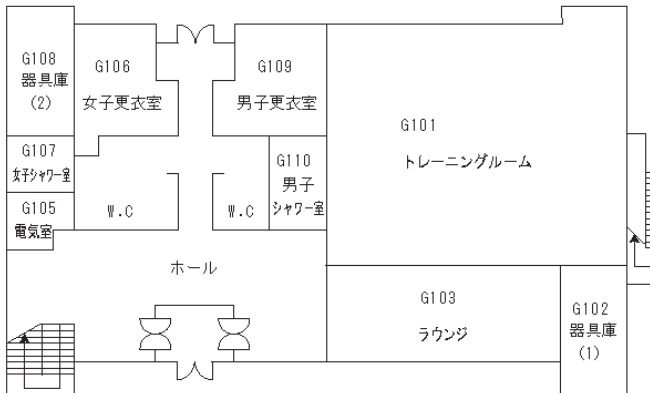 G108
器具庫
(2)
G106
女子更衣室
G109
男子更衣室
G101
トレーニングルーム
G107
女子シャワー室
G110
男子
シャワー室
G105
電気室
W.C
W.C
ホール
G103
ラウンジ
G102
器具庫
(1)